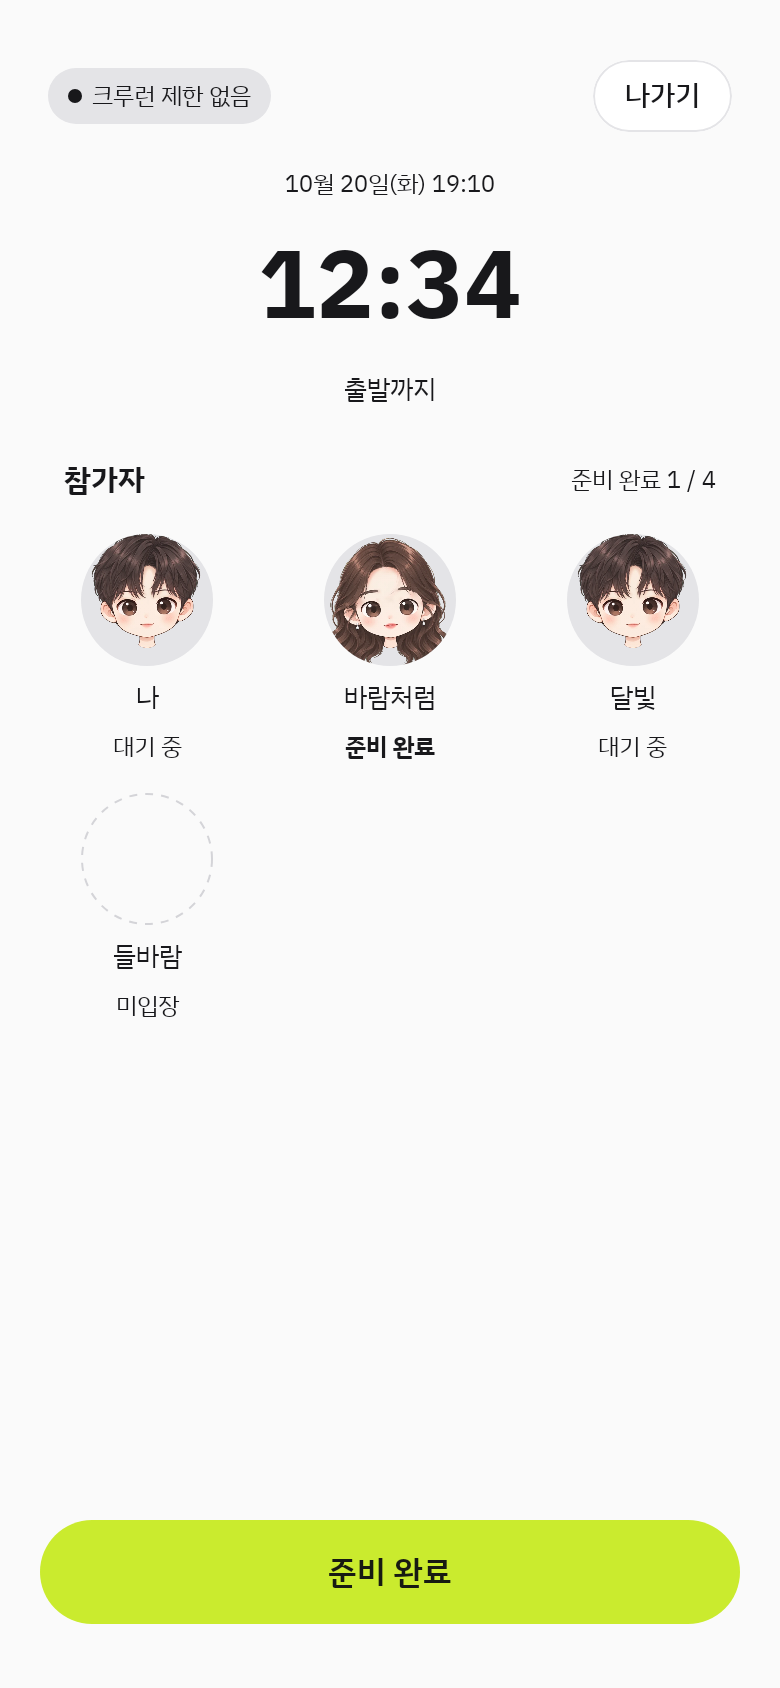 크루런 제한 없음
나가기
10월 20일(화) 19:10
12:34
출발까지
참가자
준비 완료 1 / 4
나
바람처럼
달빛
대기 중
준비 완료
대기 중
들바람
미입장
준비 완료